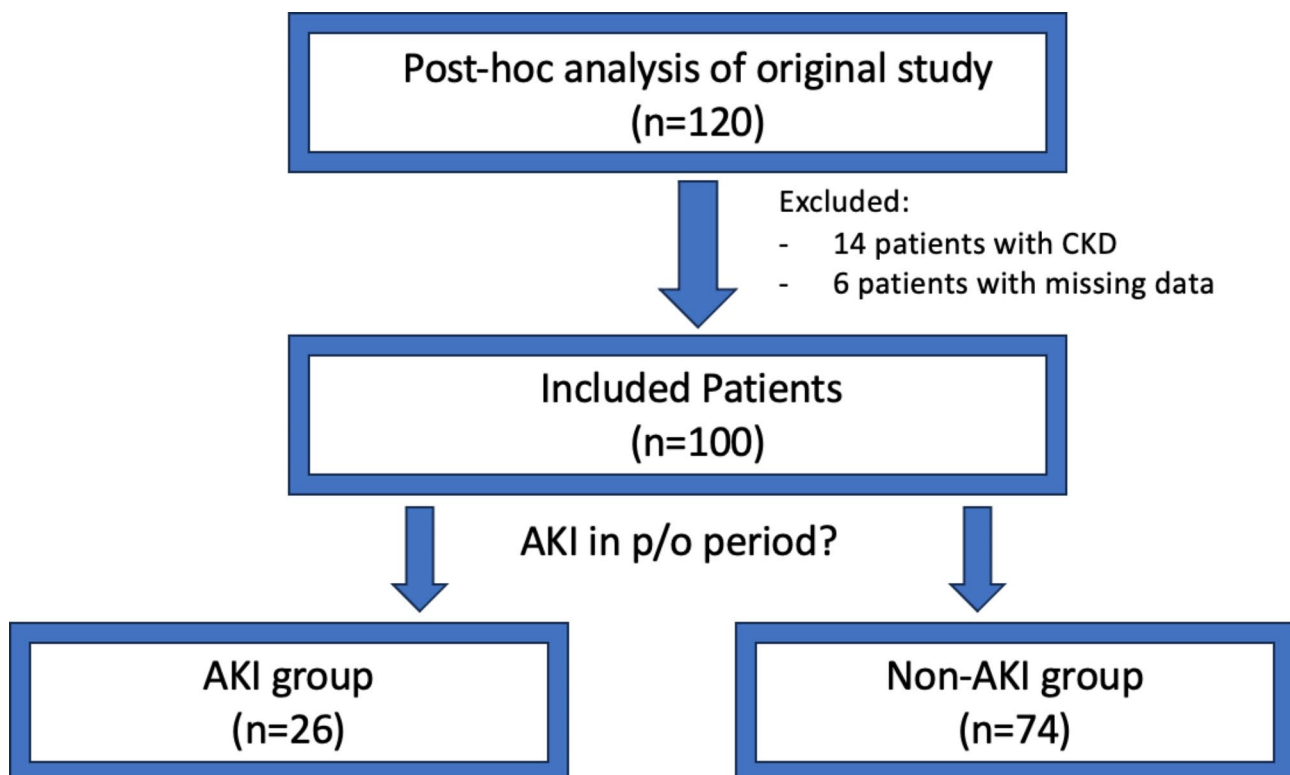 Post-hoc analysis of original study
(n=120)
Excluded:
- 14 patients with CKD
- 6 patients with missing data
Included Patients
(n=100)
AKI in p/o period?
AKI group
(n=26)
Non-AKI group
(n=74)